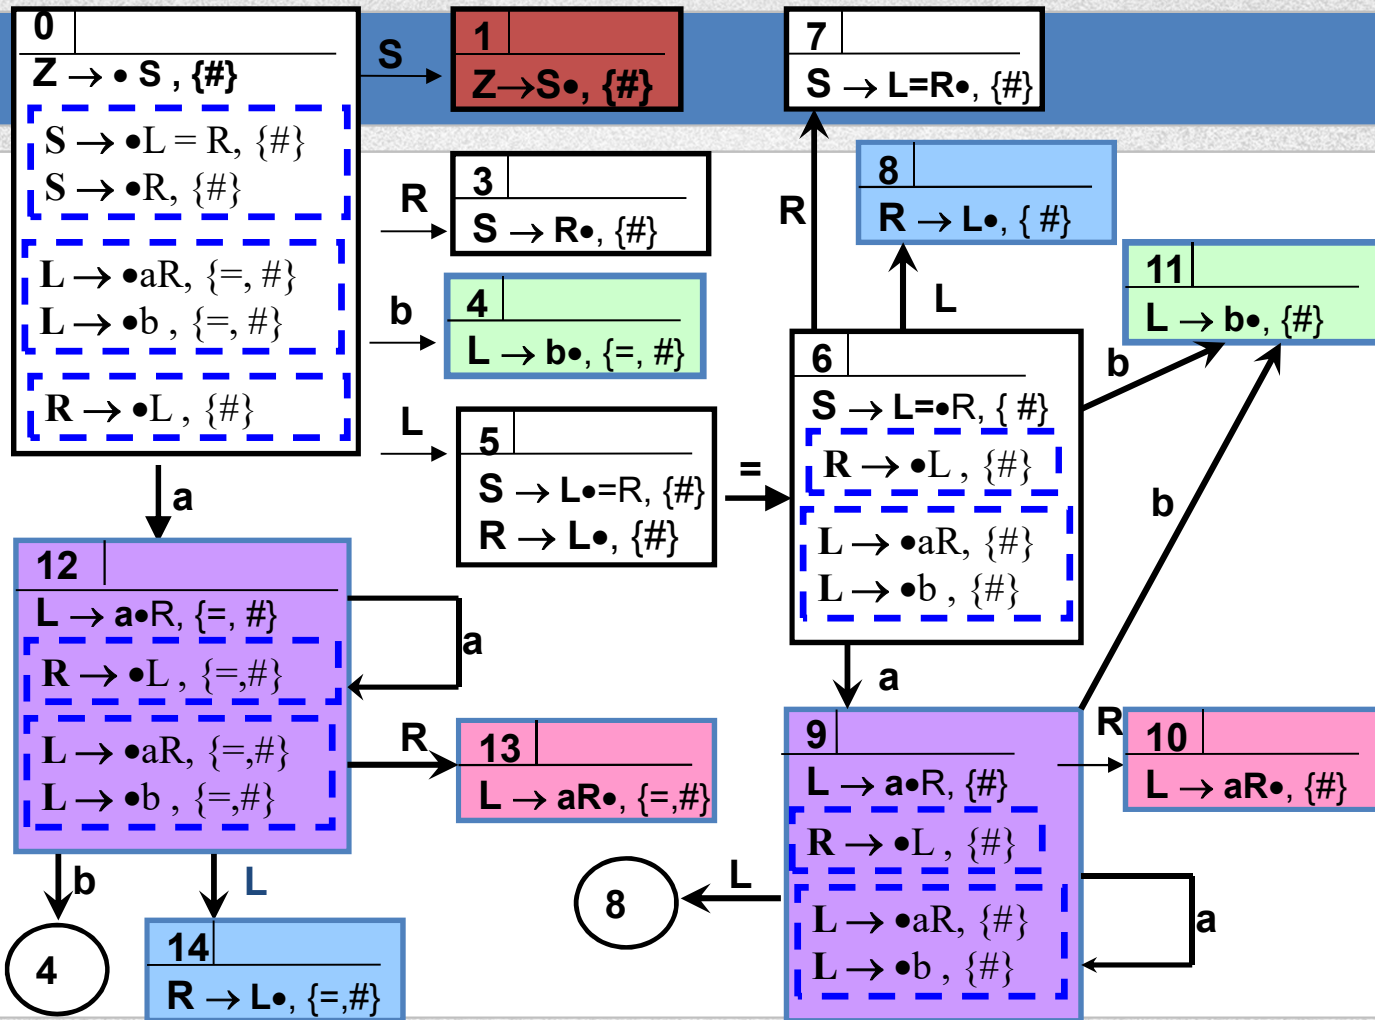 0
Z → • S , {#}
S → •L = R, {#}
S → •R, {#}
L → •aR, {=, #}
L → •b , {=, #}
R → •L , {#}
S
1
Z→S•, {#}
7
S → L=R•, {#}
R
3
S → R•, {#}
R
8
R → L•, { #}
L
b
4
L → b•, {=, #}
11
L → b•, {#}
L
5
S → L•=R, {#}
R → L•, {#}
=
6
S → L=•R, { #}
R → •L , {#}
L → •aR, {#}
L → •b , {#}
b
b
a
12
L → a•R, {=, #}
R → •L , {=,#}
L → •aR, {=,#}
L → •b , {=,#}
a
R
13
L → aR•, {=,#}
a
9
L → a•R, {#}
R → •L , {#}
L → •aR, {#}
L → •b , {#}
R
10
L → aR•, {#}
a
L
8
b
4
L
14
R → L•, {=,#}